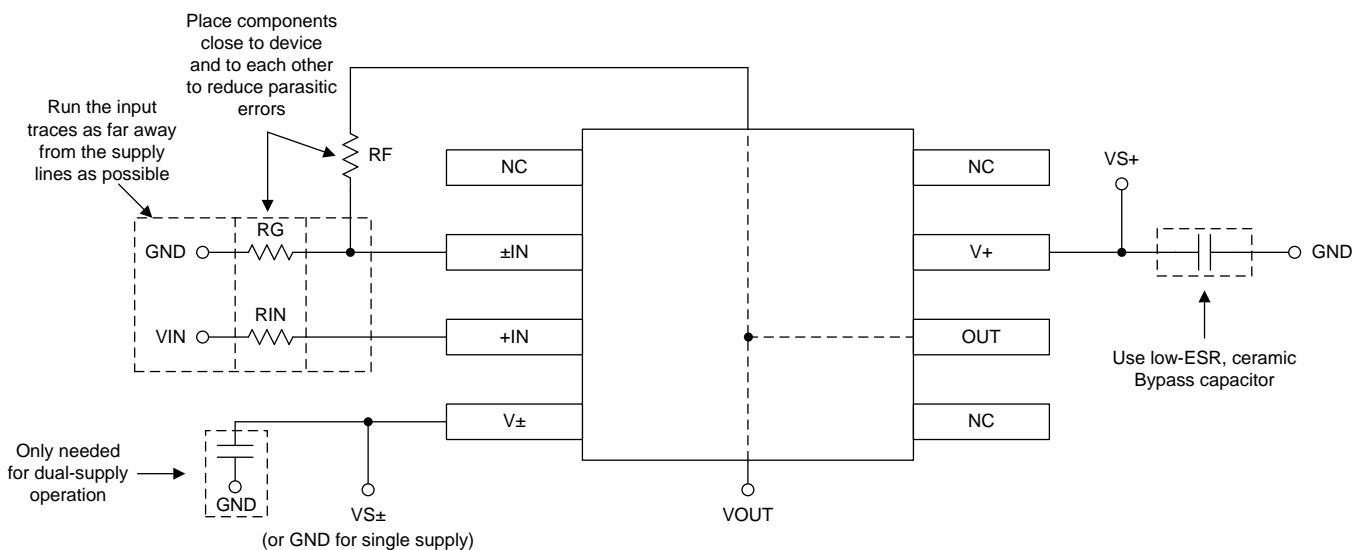 Place components
close to device
and to each other
to reduce parasitic
errors
Run the input
traces as far away
from the supply
lines as possible
RF
NC
NC
VS+
RG
GND
±IN
V+
GND
RIN
VIN
+IN
OUT
Use low-ESR, ceramic
Bypass capacitor
V±
NC
Only needed
for dual-supply
operation
GND
VS±
(or GND for single supply)
VOUT